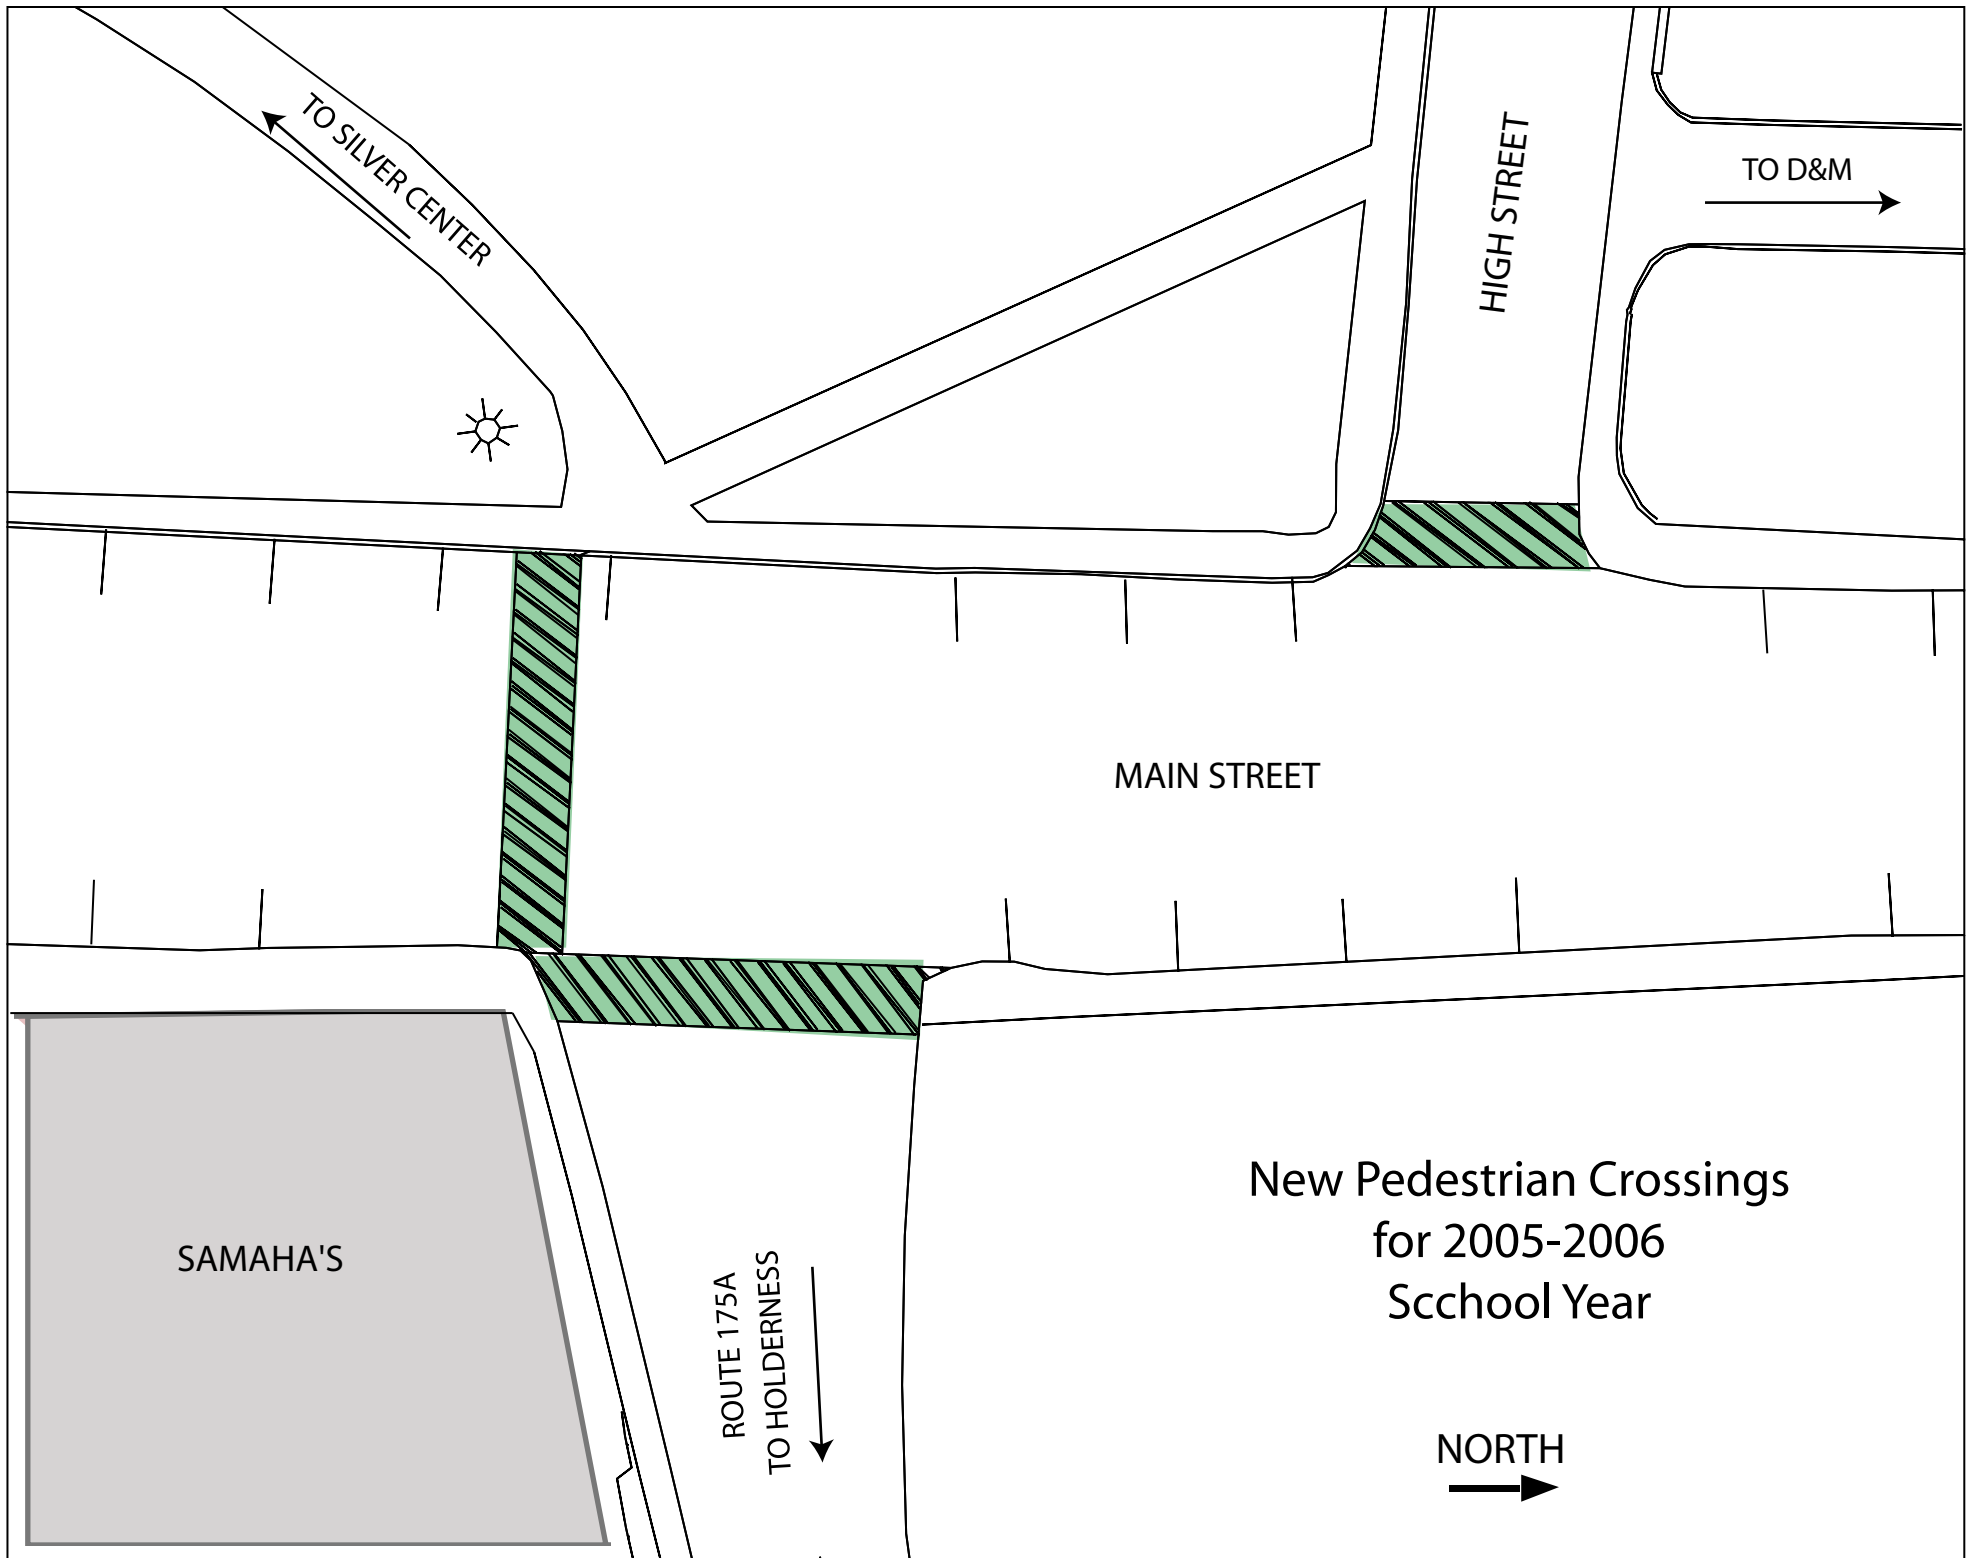 TO SILVER CENTER
HIGH STREET
TO D&M
MAIN STREET
SAMAHA'S
ROUTE 175A
TO HOLDERNESS
New Pedestrian Crossings
for 2005-2006
Scchool Year
NORTH